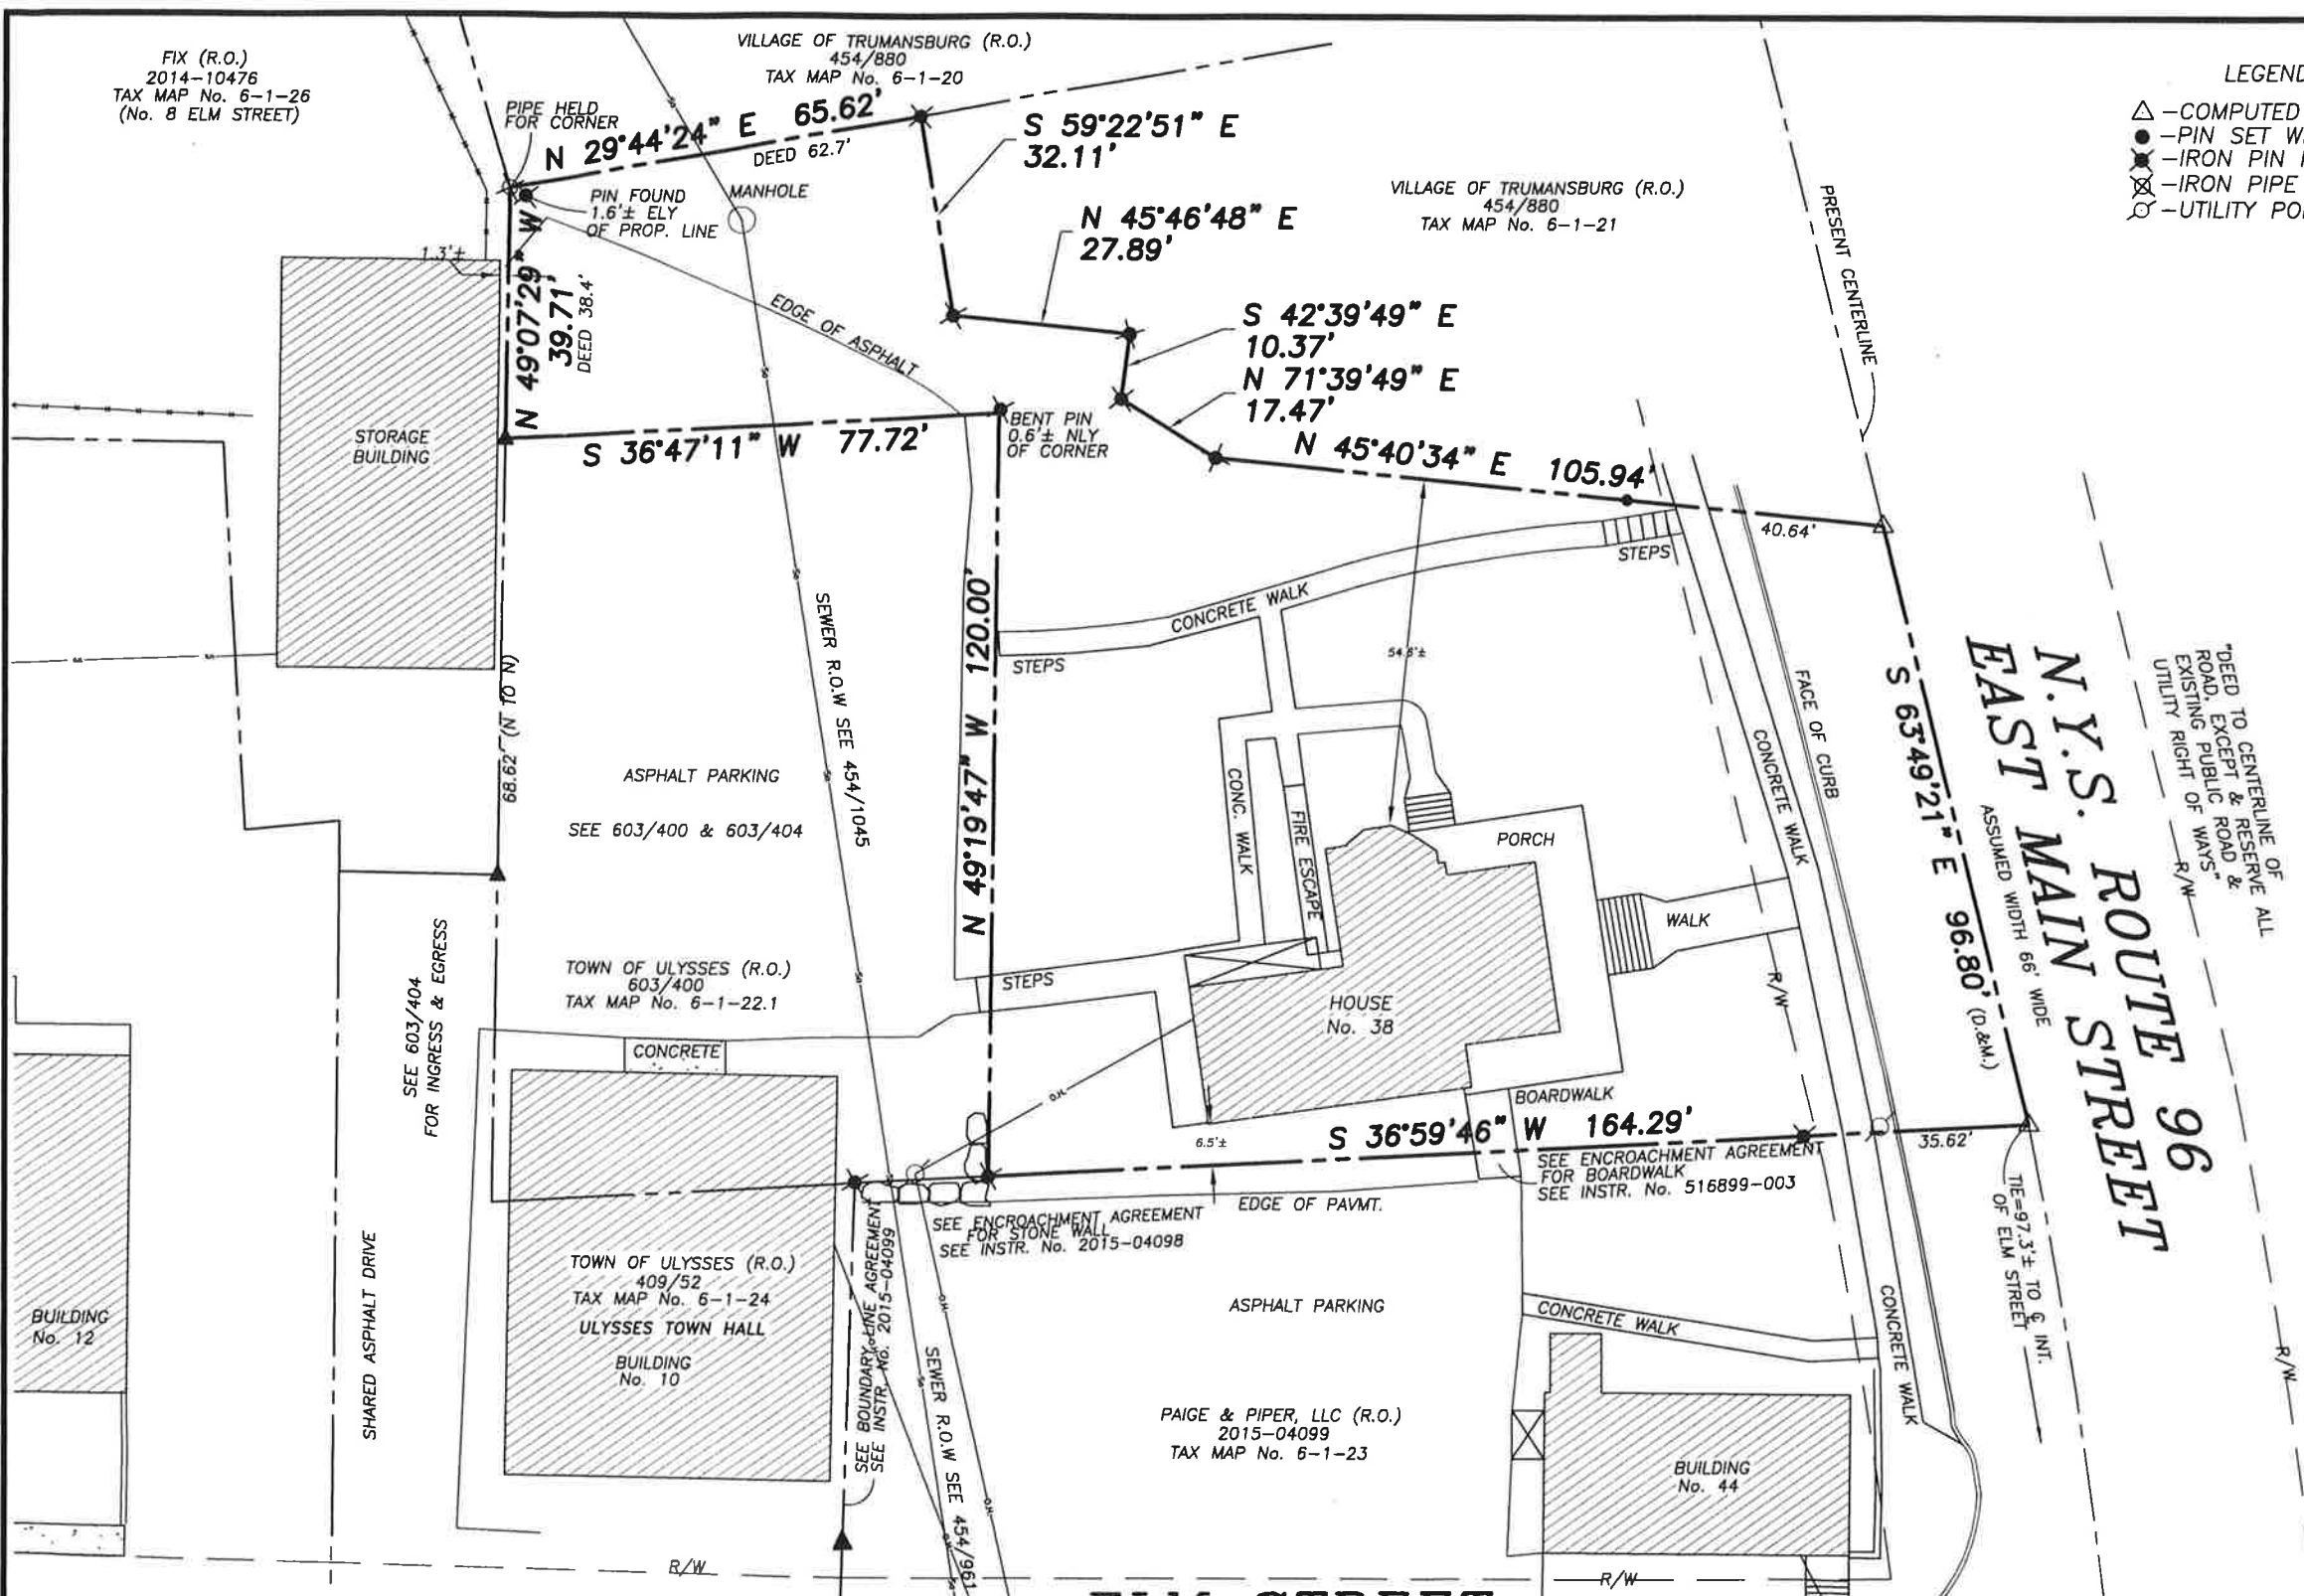 FIX (R.O.)
2014-10476
TAX MAP No. 6-1-26
(No. 8 ELM STREET)
VILLAGE OF TRUMANSBURG (R.O.)
454/880
TAX MAP No. 6-1-20
LEGEND
-COMPUTED
-PIN SET
-IRON PIN
-IRON PIPE
-UTILITY
PIPE HELD
FOR CORNER
N 29°44'24" E 65.62'
DEED 62.7'
S 59°22'51" E
32.11'
PIN FOUND
1.6'± ELY
OF PROP. LINE
MANHOLE
VILLAGE OF TRUMANSBURG (R.O.)
454/880
TAX MAP No. 6-1-21
N 45°46'48" E
27.89'
PRESENT CENTERLINE
1.3'±
N 49°07'29" W
39.71'
DEED 38.4'
EDGE OF ASPHALT
S 42°39'49" E
10.37'
N 71°39'49" E
17.47'
STORAGE
BUILDING
S 36°47'11" W 77.72'
BENT PIN
0.6'± NLY
OF CORNER
N 45°40'34" E 105.94'
40.64'
STEPS
CONCRETE WALK
STEPS
54.6'±
68.62' (N TO N)
SEWER R.O.W SEE 454/1045
N 49°19'47" W 120.00'
FACE OF CURB
CONCRETE WALK
S 63°49'21" E 96.80' (D.&M.)
N.Y.S. ROUTE 96
EAST MAIN STREET
ASSUMED WIDTH 66' WIDE
"DEED TO CENTERLINE OF
ROAD, EXCEPT & RESERVE ALL
EXISTING PUBLIC ROAD &
UTILITY RIGHT OF WAYS"
R/W
ASPHALT PARKING
SEE 603/400 & 603/404
CONC. WALK
FIRE ESCAPE
PORCH
WALK
R/W
SEE 603/404
FOR INGRESS & EGRESS
TOWN OF ULYSSES (R.O.)
603/400
TAX MAP No. 6-1-22.1
STEPS
HOUSE
No. 38
CONCRETE
O.H.
BOARDWALK
6.5'±
S 36°59'46" W 164.29'
35.62'
SEE ENCROACHMENT AGREEMENT
FOR BOARDWALK
SEE INSTR. No. 516899-003
EDGE OF PAVMT.
SEE ENCROACHMENT AGREEMENT
FOR STONE WALL
SEE INSTR. No. 2015-04098
TIE=97.3'± TO ℄ INT.
OF ELM STREET
SHARED ASPHALT DRIVE
TOWN OF ULYSSES (R.O.)
409/52
TAX MAP No. 6-1-24
ULYSSES TOWN HALL
BUILDING
No. 10
SEE BOUNDARY LINE AGREEMENT
SEE INSTR. No. 2015-04099
BUILDING
No. 12
ASPHALT PARKING
CONCRETE WALK
CONCRETE WALK
R/W
SEWER R.O.W SEE 454/961
O.H.
O.H.
PAIGE & PIPER, LLC (R.O.)
2015-04099
TAX MAP No. 6-1-23
BUILDING
No. 44
R/W
R/W
ELM STREET